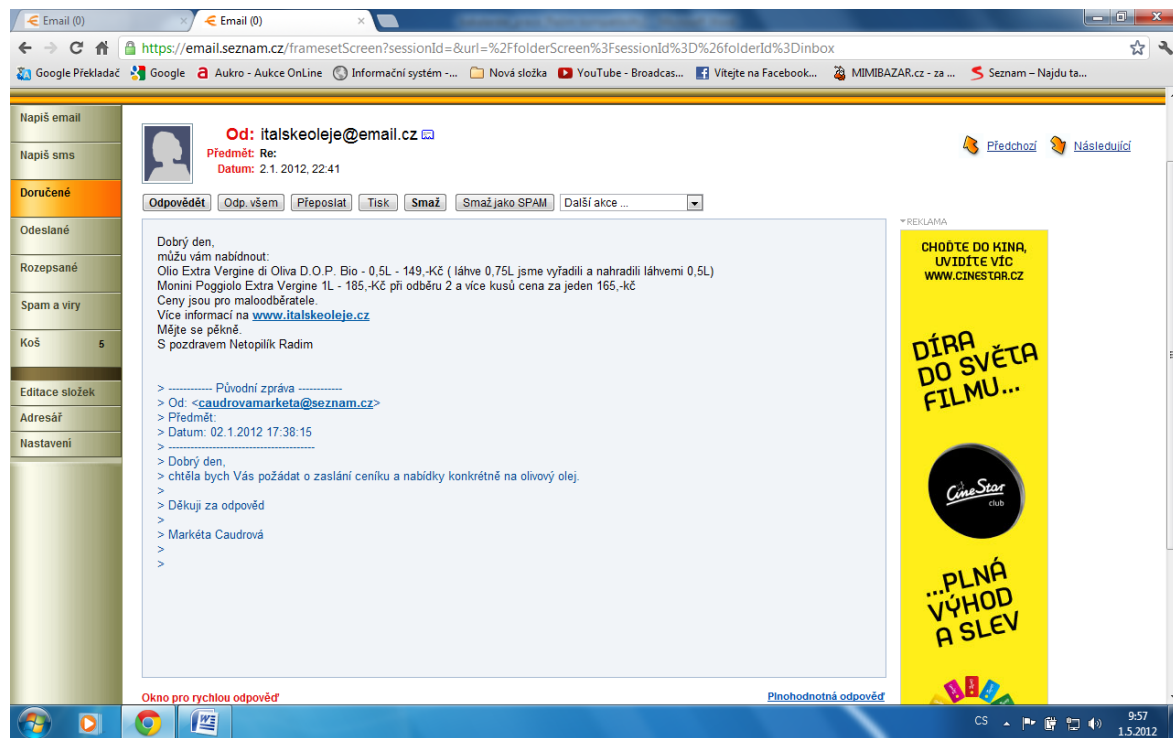 Email (0)
Email (0)
https://email.seznam.cz/framesetScreen?sessionId=&url=%2FfolderScreen%3FsessionId%3D%26folderId%3Dinbox
Google Překladač
Google
Aukro - Aukce OnLine
Informační systém -...
Nová složka
YouTube - Broadcas...
Vítejte na Facebook...
MIMIBAZAR.cz - za ...
Seznam – Najdu ta...
Napiš email
Napiš sms
Doručené
Odeslané
Rozepsané
Spam a viry
Koš 5
Editace složek
Adresář
Nastavení
Od: italskeoleje@email.cz
Předmět: Re:
Datum: 2.1. 2012, 22:41
Předchozí Následující
Odpovědět Odp. všem Přeposlat Tisk Smaž Smaž jako SPAM Další akce ...
Dobrý den,
můžu vám nabídnout:
Olio Extra Vergine di Oliva D.O.P. Bio - 0,5L - 149,-Kč ( láhve 0,75L jsme vyřadili a nahradili láhvemi 0,5L)
Monini Poggiolo Extra Vergine 1L - 185,-Kč při odběru 2 a více kusů cena za jeden 165,-kč
Ceny jsou pro maloodběratele.
Více informací na www.italskeoleje.cz
Mějte se pěkně.
S pozdravem Netopilík Radim
> ------------ Původní zpráva ------------
> Od: <caudrovamarketa@seznam.cz>
> Předmět:
> Datum: 02.1.2012 17:38:15
> ----------------------------------------
> Dobrý den,
> chtěla bych Vás požádat o zaslání ceníku a nabídky konkrétně na olivový olej.
>
> Děkuji za odpověd
>
> Markéta Caudrová
>
>
Okno pro rychlou odpověď
Plnohodnotná odpověď
REKLAMA
CHOĎTE DO KINA,
UVIDÍTE VÍC
WWW.CINESTAR.CZ
DÍRA
DO SVĚTA
FILMU...
CineStar
club
...PLNÁ
VÝHOD
A SLEV
CS
9:57
1.5.2012